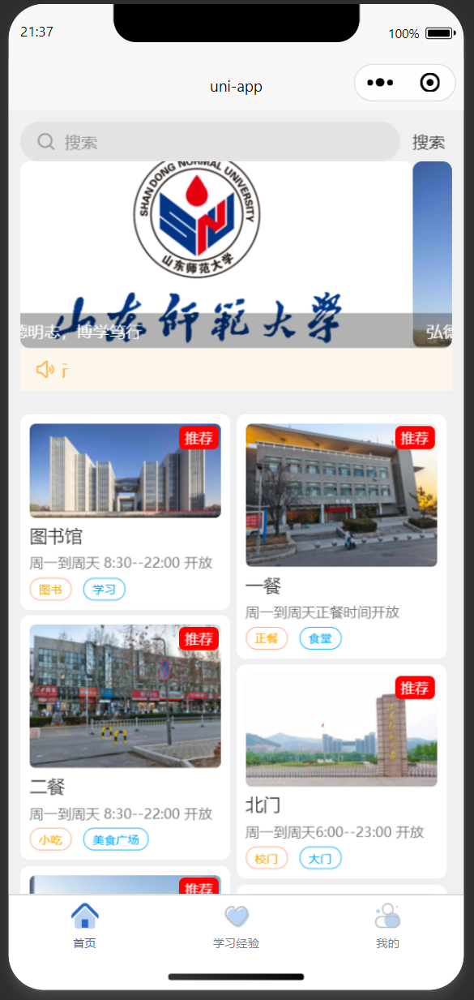 21:37
100%
uni-app
搜索
搜索
SHANDONG NORMAL UNIVERSITY
山东师范大学
山东师范大学
德明志，博学笃行
弘德
推荐
图书馆
周一到周天 8:30--22:00 开放
图书
学习
推荐
一餐
周一到周天正餐时间开放
正餐
食堂
推荐
二餐
周一到周天 8:30--22:00 开放
小吃
美食广场
推荐
北门
周一到周天6:00--23:00 开放
校门
大门
推荐
首页
学习经验
我的